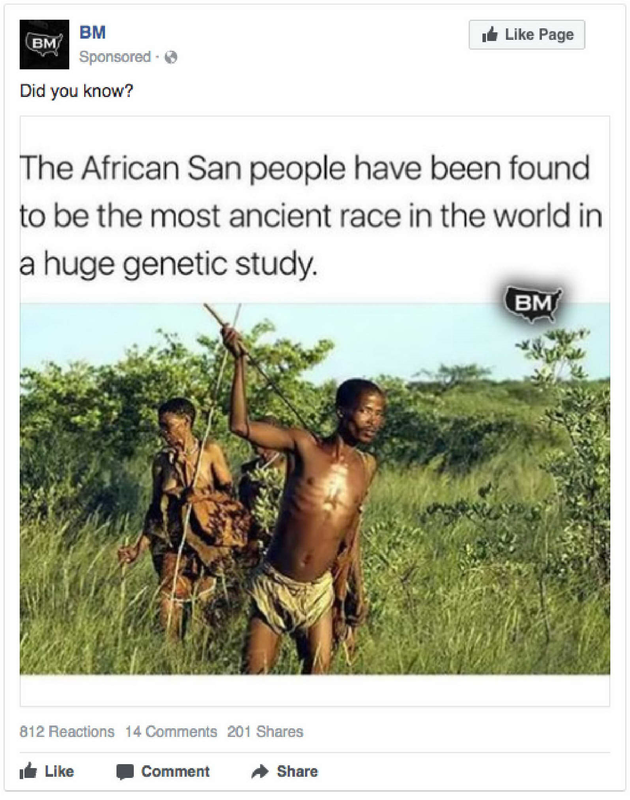 BM
BM
Like Page
Sponsored ·
Did you know?
The African San people have been found
to be the most ancient race in the world in
a huge genetic study.
BM
812 Reactions 14 Comments 201 Shares
Like Comment Share